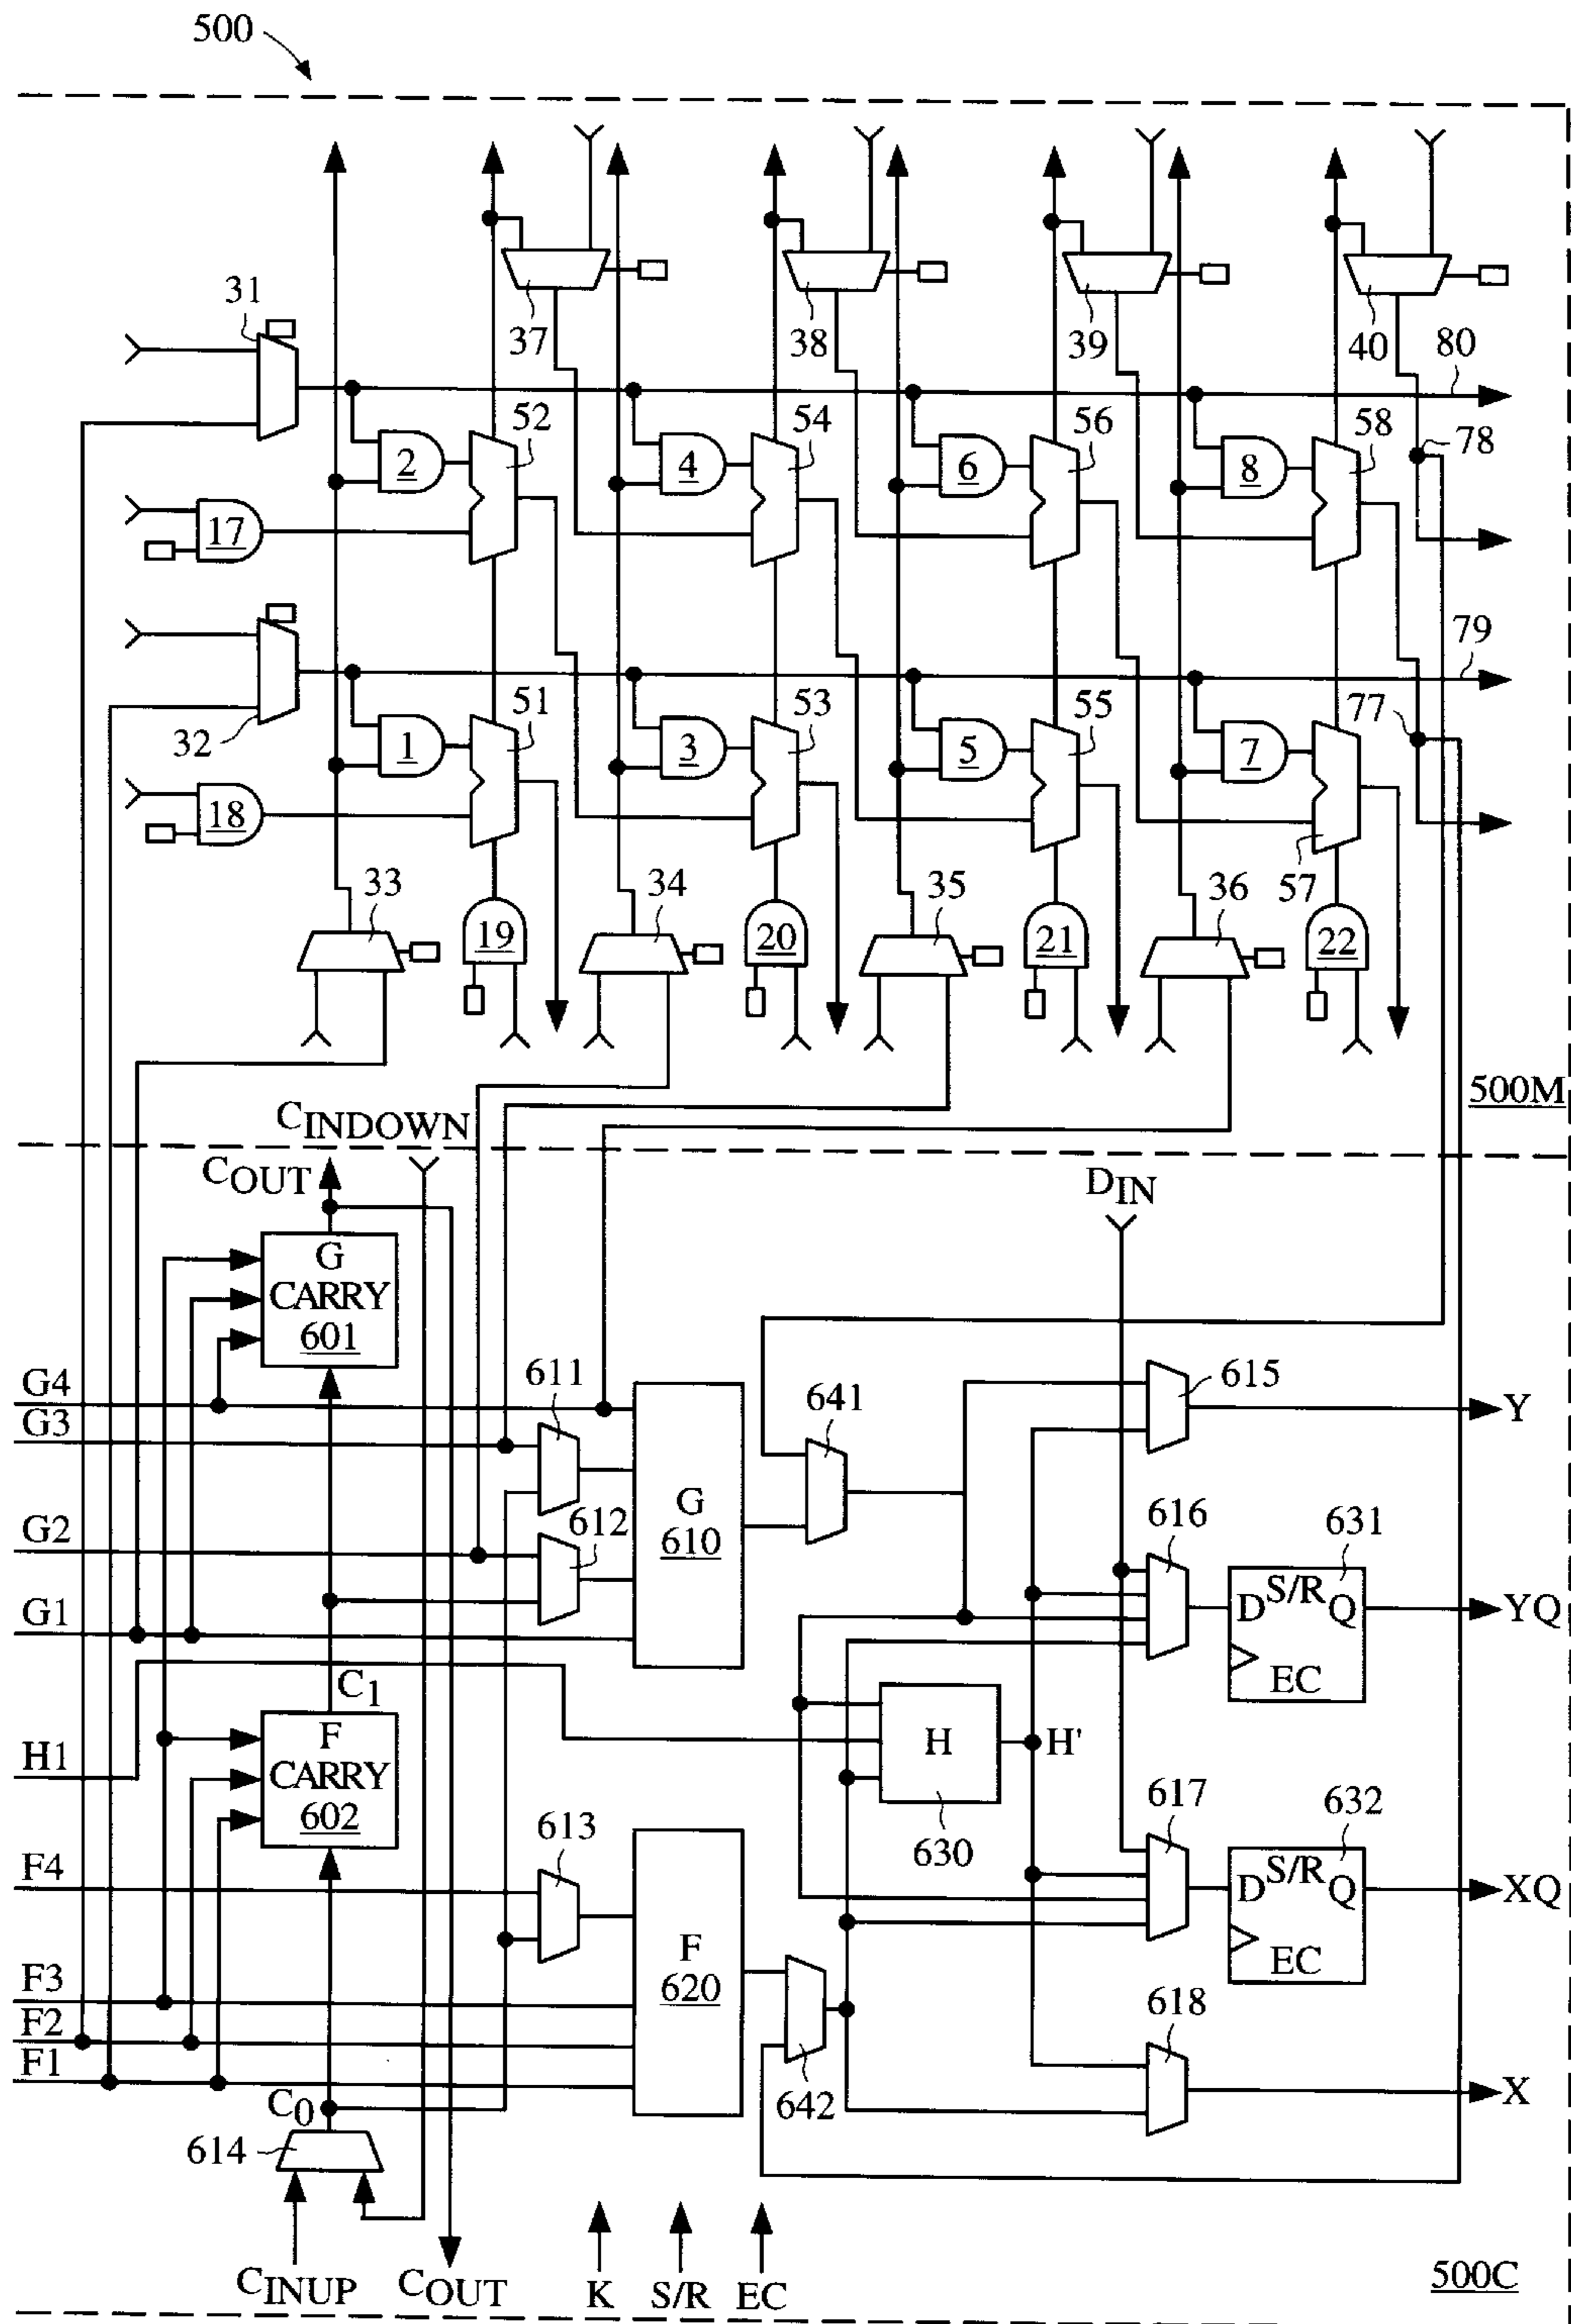 500
31
37
38
39
40
80
52
54
56
58
78
2
4
6
8
17
79
32
51
53
55
77
1
3
5
7
18
57
33
19
34
20
35
21
36
22
500M
CINDOWN
COUT
DIN
G
CARRY
601
G4
G3
611
641
615
Y
G
610
G2
612
616
631
G1
D S/R Q
EC
YQ
C1
H1
F
CARRY
602
H
H'
630
617
632
F4
613
D S/R Q
EC
XQ
F
620
F3
F2
F1
618
642
X
C0
614
CINUP
COUT
K
S/R
EC
500C